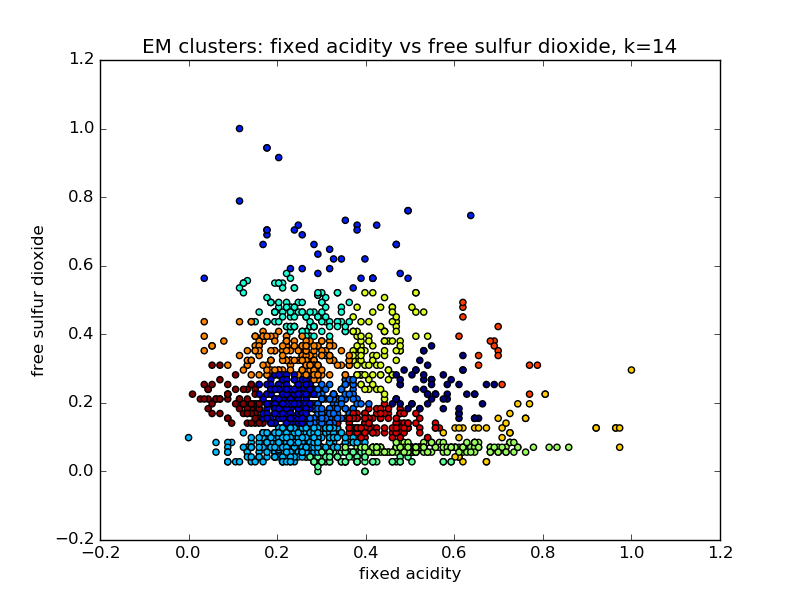 EM clusters: fixed acidity vs free sulfur dioxide, k=14
1.2
1.0
0.8
0.6
0.4
0.2
0.0
−0.2
free sulfur dioxide
−0.2 0.0 0.2 0.4 0.6 0.8 1.0 1.2
fixed acidity